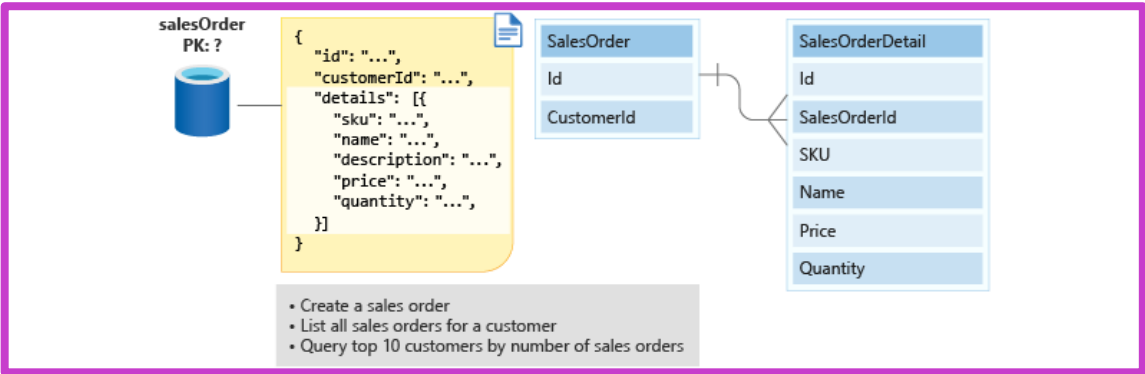 salesOrder
PK: ?
{
"id": "...",
"customerId": "...",
"details": [{
"sku": "...",
"name": "...",
"description": "...",
"price": "...",
"quantity": "...",
}]
}
SalesOrder
Id
CustomerId
SalesOrderDetail
Id
SalesOrderId
SKU
Name
Price
Quantity
• Create a sales order
• List all sales orders for a customer
• Query top 10 customers by number of sales orders